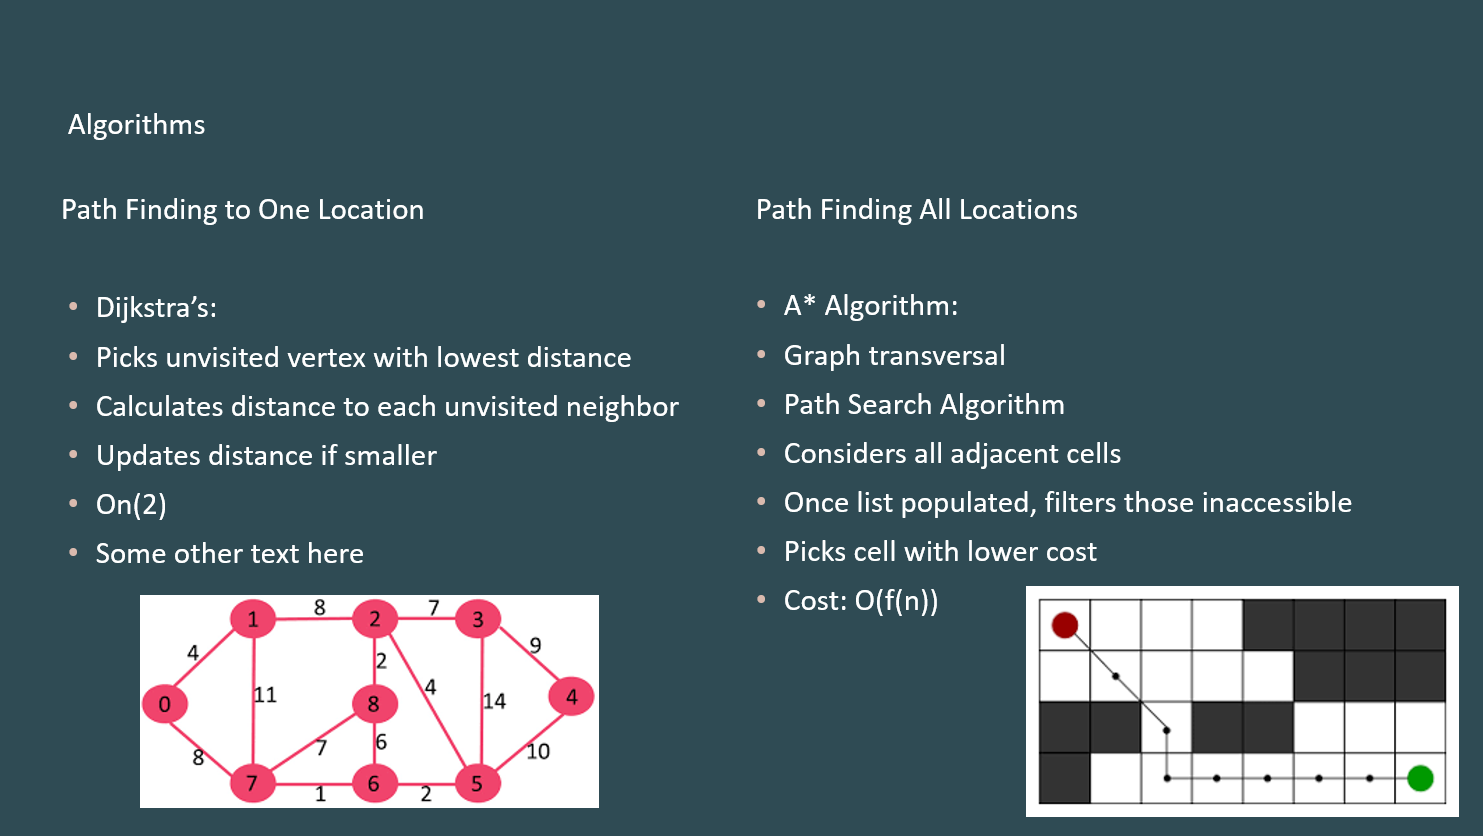 Algorithms
Path Finding to One Location
• Dijkstra’s:
• Picks unvisited vertex with lowest distance
• Calculates distance to each unvisited neighbor
• Updates distance if smaller
• On(2)
• Some other text here
1 8 2 7 3
4 9
2
0 11 8 4 14 4
8 7 6 10
7 1 6 2 5
Path Finding All Locations
• A* Algorithm:
• Graph transversal
• Path Search Algorithm
• Considers all adjacent cells
• Once list populated, filters those inaccessible
• Picks cell with lower cost
• Cost: O(f(n))